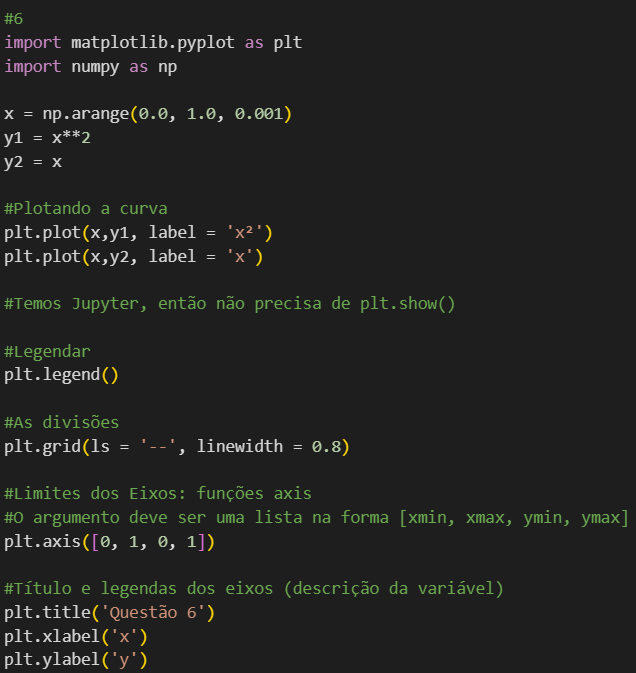 #6
import matplotlib.pyplot as plt
import numpy as np
x = np.arange(0.0, 1.0, 0.001)
y1 = x**2
y2 = x
#Plotando a curva
plt.plot(x,y1, label = 'x²')
plt.plot(x,y2, label = 'x')
#Temos Jupyter, então não precisa de plt.show()
#Legendar
plt.legend()
#As divisões
plt.grid(ls = '--', linewidth = 0.8)
#Limites dos Eixos: funções axis
#O argumento deve ser uma lista na forma [xmin, xmax, ymin, ymax]
plt.axis([0, 1, 0, 1])
#Título e legendas dos eixos (descrição da variável)
plt.title('Questão 6')
plt.xlabel('x')
plt.ylabel('y')